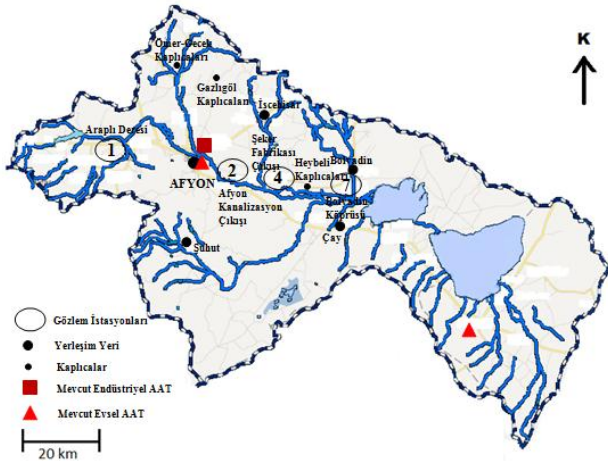 K
Ömer-Gecek
Kaplıcaları
Gazlıgöl
Kaplıcaları
İscehisar
Araplı Deresi
1
Şeker
Fabrikası
Çıkışı
Heybeli
Kaplıcaları
Bolvadin
2
4
7
AFYON
Afyon
Kanalizasyon
Çıkışı
Bolvadin
Köprüsü
Çay
Şuhut
Gözlem İstasyonları
Yerleşim Yeri
Kaplıcalar
Mevcut Endüstriyel AAT
Mevcut Evsel AAT
20 km